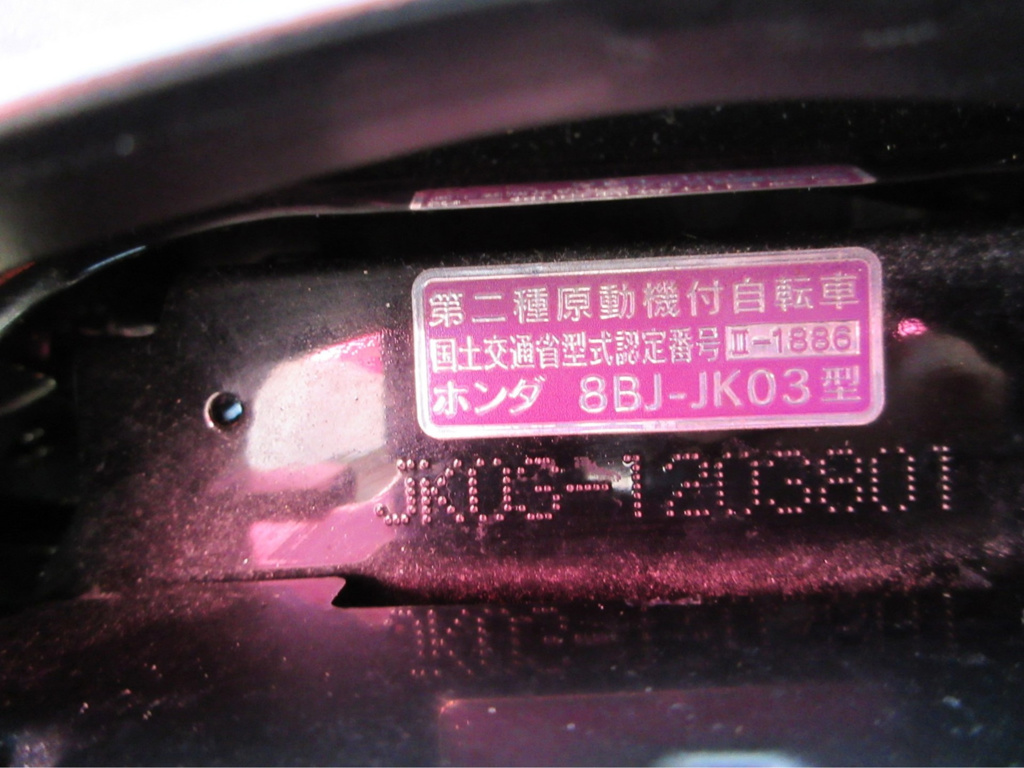 第二種原動機付自転車
国土交通省型式認定番号 Ⅱ-1886
ホンダ 8BJ-JK03型
JK03-1203801